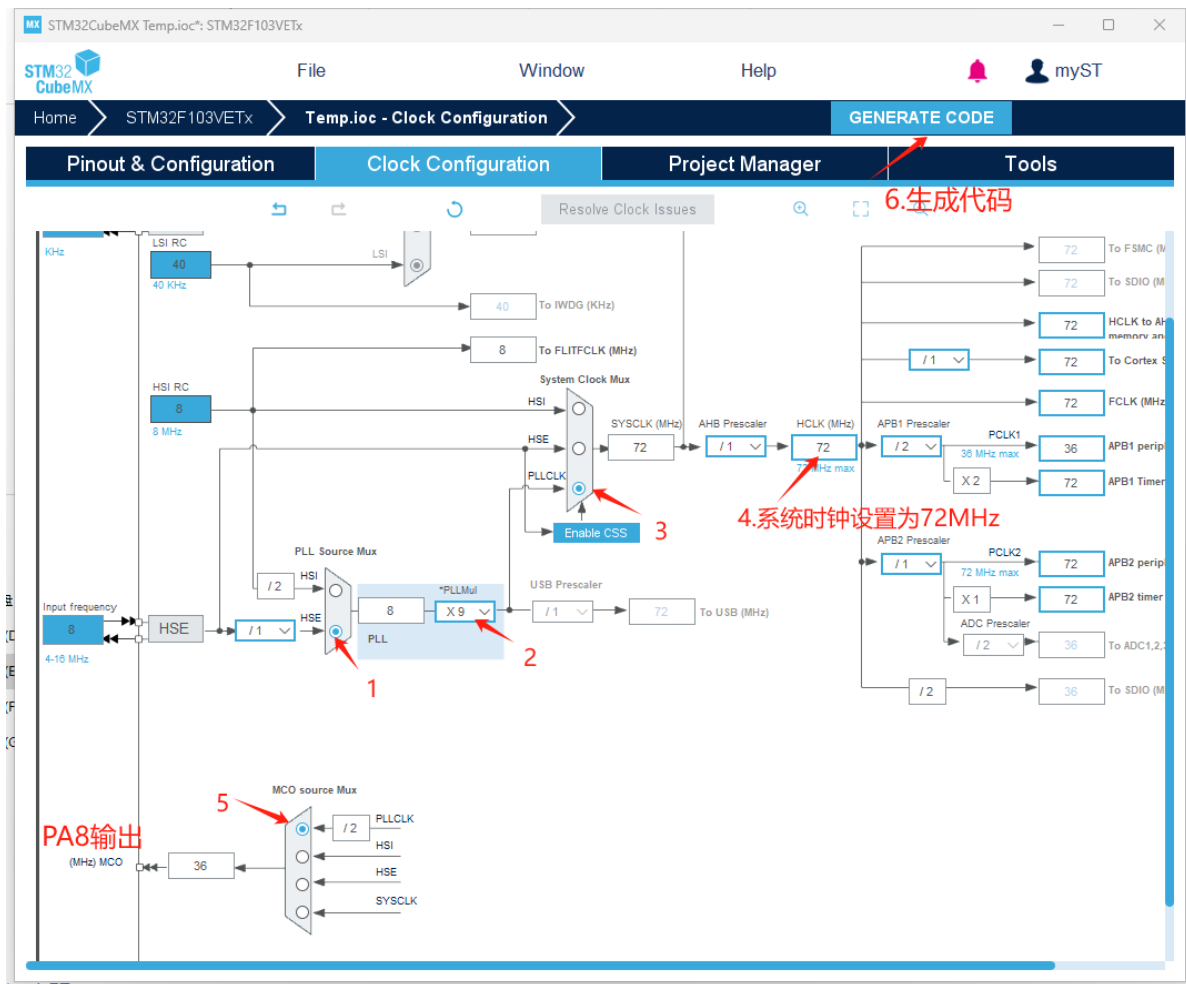 MX STM32CubeMX Temp.ioc*: STM32F103VETx
STM32
CubeMX
File
Window
Help
myST
Home
STM32F103VETx
Temp.ioc - Clock Configuration
GENERATE CODE
Pinout & Configuration
Clock Configuration
Project Manager
Tools
Resolve Clock Issues
6.生成代码
KHz
LSI RC
40
40 KHz
LSI
40
To IWDG (KHz)
8
To FLITFCLK (MHz)
HSI RC
8
8 MHz
System Clock Mux
HSI
HSE
PLLCLK
Enable CSS
3
SYSCLK (MHz)
72
AHB Prescaler
/ 1
HCLK (MHz)
72
72 MHz max
4.系统时钟设置为72MHz
72
To FSMC (M
72
To SDIO (M
72
HCLK to AH
memory an
/ 1
72
To Cortex S
72
FCLK (MHz
APB1 Prescaler
/ 2
PCLK1
36 MHz max
36
APB1 periph
X 2
72
APB1 Timer
APB2 Prescaler
/ 1
PCLK2
72 MHz max
72
APB2 periph
X 1
72
APB2 timer
ADC Prescaler
/ 2
36
To ADC1,2,
/ 2
36
To SDIO (M
PLL Source Mux
/ 2
HSI
HSE
Input frequency
8
4-16 MHz
HSE
/ 1
1
8
PLL
*PLLMul
X 9
2
USB Prescaler
/ 1
72
To USB (MHz)
MCO source Mux
5
/ 2
PLLCLK
HSI
HSE
SYSCLK
PA8输出
(MHz) MCO
36